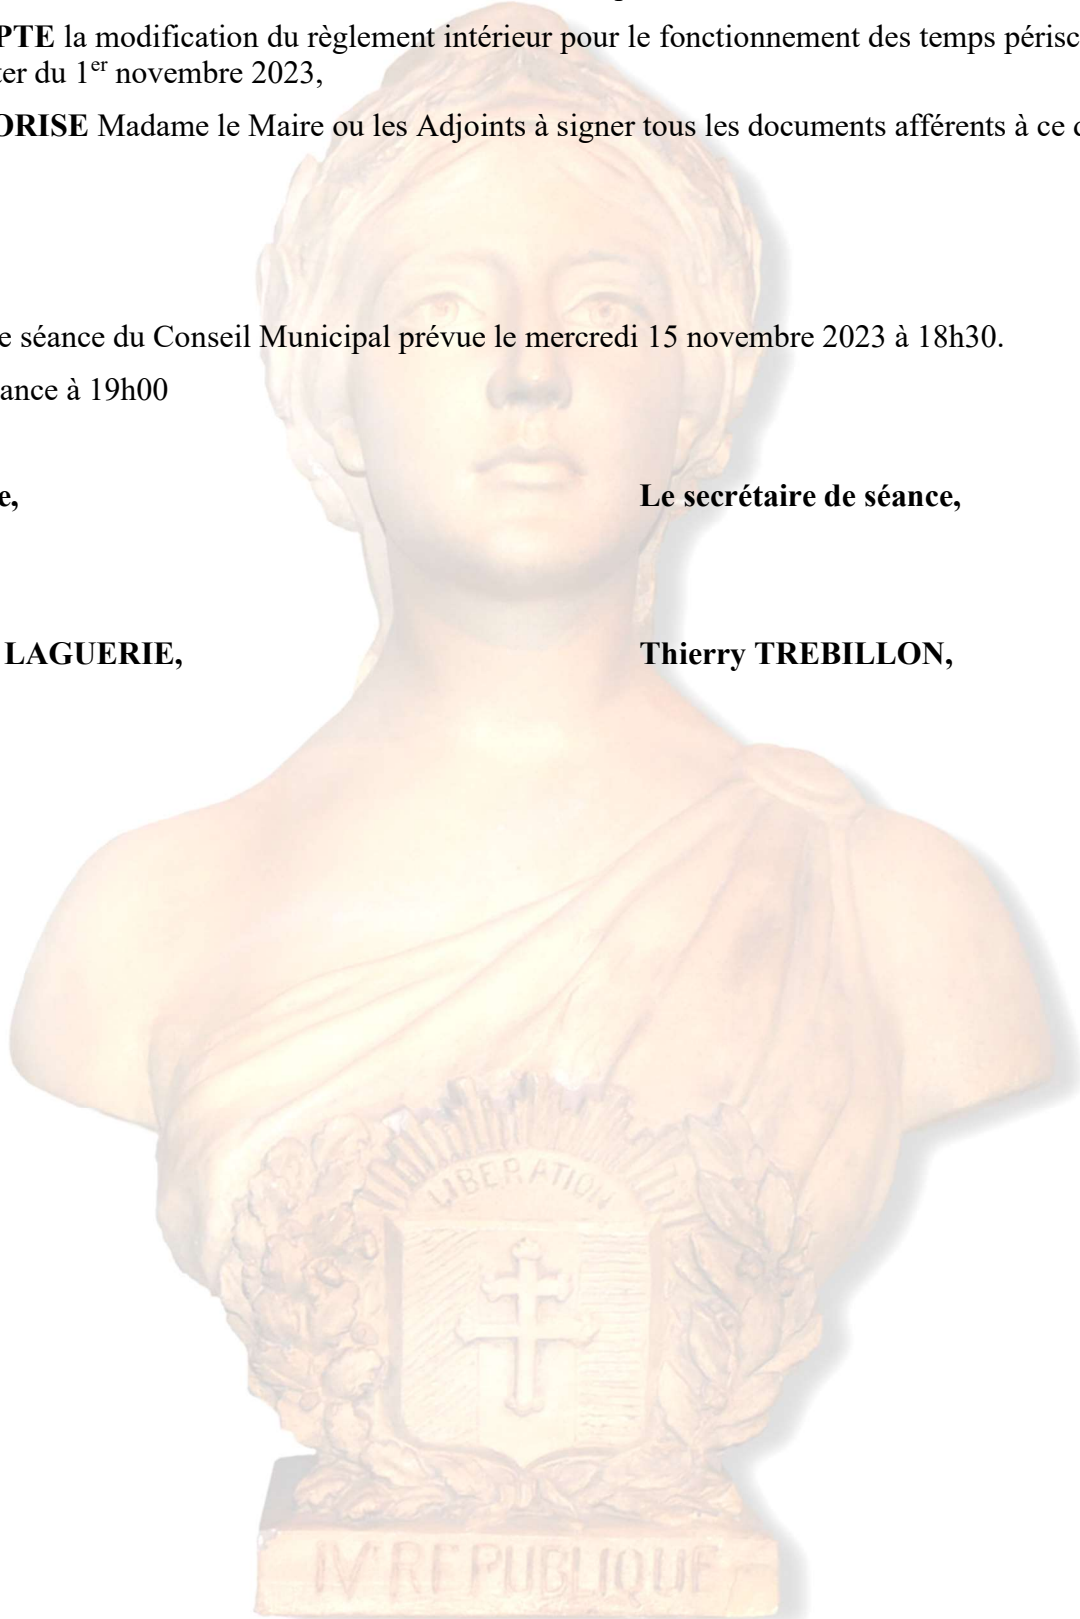 PTE la modification du règlement intérieur pour le fonctionnement des temps périsc
ter du 1er novembre 2023,
ORISE Madame le Maire ou les Adjoints à signer tous les documents afférents à ce d
e séance du Conseil Municipal prévue le mercredi 15 novembre 2023 à 18h30.
ance à 19h00
e, Le secrétaire de séance,
LAGUERIE, Thierry TREBILLON,
LIBERATION
IV REPUBLIQUE